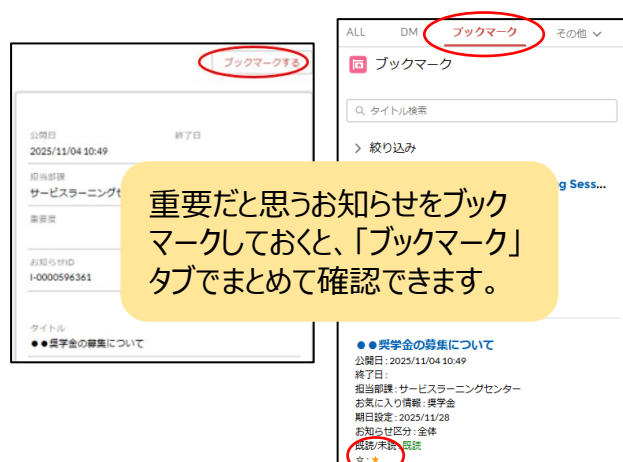 ブックマークする
公開日
終了日
2025/11/04 10:49
担当部課
サービスラーニングセ
重要度
お知らせID
I-0000596361
タイトル
●●奨学金の募集について
ALL
DM
ブックマーク
その他
ブックマーク
タイトル検索
絞り込み
g Sess...
重要だと思うお知らせをブック
マークしておくと、「ブックマーク」
タブでまとめて確認できます。
●●奨学金の募集について
公開日:2025/11/04 10:49
終了日:
担当部課:サービスラーニングセンター
お気に入り情報:奨学金
期日設定:2025/11/28
お知らせ区分:全体
既読/未読:既読
☆:★